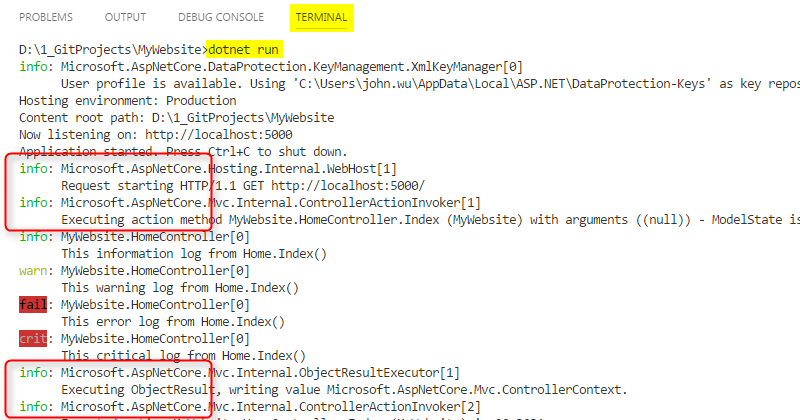 PROBLEMS OUTPUT DEBUG CONSOLE TERMINAL
D:\1_GitProjects\MyWebsite>dotnet run
info: Microsoft.AspNetCore.DataProtection.KeyManagement.XmlKeyManager[0]
User profile is available. Using 'C:\Users\john.wu\AppData\Local\ASP.NET\DataProtection-Keys' as key repos
Hosting environment: Production
Content root path: D:\1_GitProjects\MyWebsite
Now listening on: http://localhost:5000
Application started. Press Ctrl+C to shut down.
info: Microsoft.AspNetCore.Hosting.Internal.WebHost[1]
Request starting HTTP/1.1 GET http://localhost:5000/
info: Microsoft.AspNetCore.Mvc.Internal.ControllerActionInvoker[1]
Executing action method MyWebsite.HomeController.Index (MyWebsite) with arguments ((null)) - ModelState is
info: MyWebsite.HomeController[0]
This information log from Home.Index()
warn: MyWebsite.HomeController[0]
This warning log from Home.Index()
fail: MyWebsite.HomeController[0]
This error log from Home.Index()
crit: MyWebsite.HomeController[0]
This critical log from Home.Index()
info: Microsoft.AspNetCore.Mvc.Internal.ObjectResultExecutor[1]
Executing ObjectResult, writing value Microsoft.AspNetCore.Mvc.ControllerContext.
info: Microsoft.AspNetCore.Mvc.Internal.ControllerActionInvoker[2]